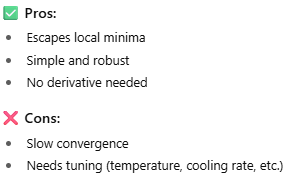 ✅ Pros:
• Escapes local minima
• Simple and robust
• No derivative needed
❌ Cons:
• Slow convergence
• Needs tuning (temperature, cooling rate, etc.)